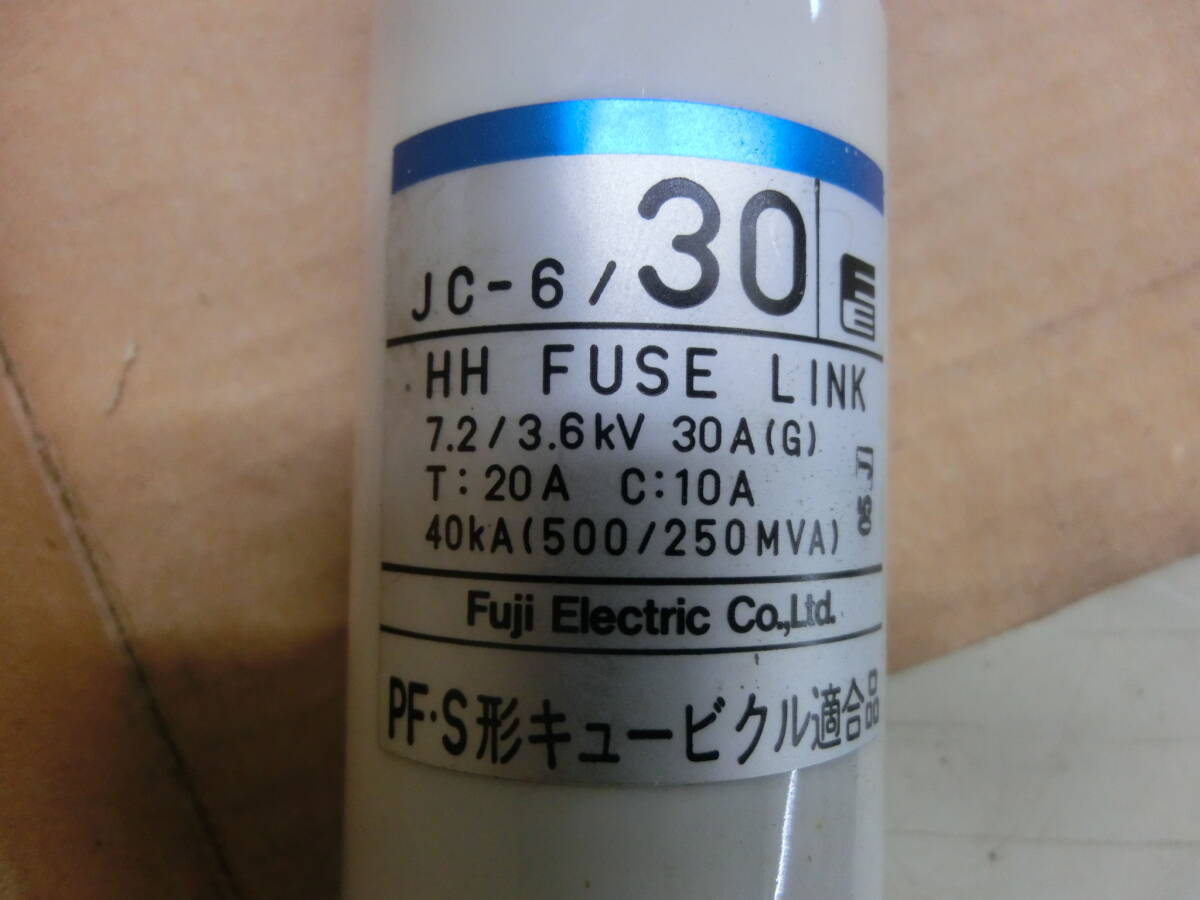 JC-6/30
HH FUSE LINK
7.2/3.6kV 30A(G)
T:20A C:10A
40kA(500/250MVA)
Fuji Electric Co.,Ltd.
PF·S形キュービクル適合品